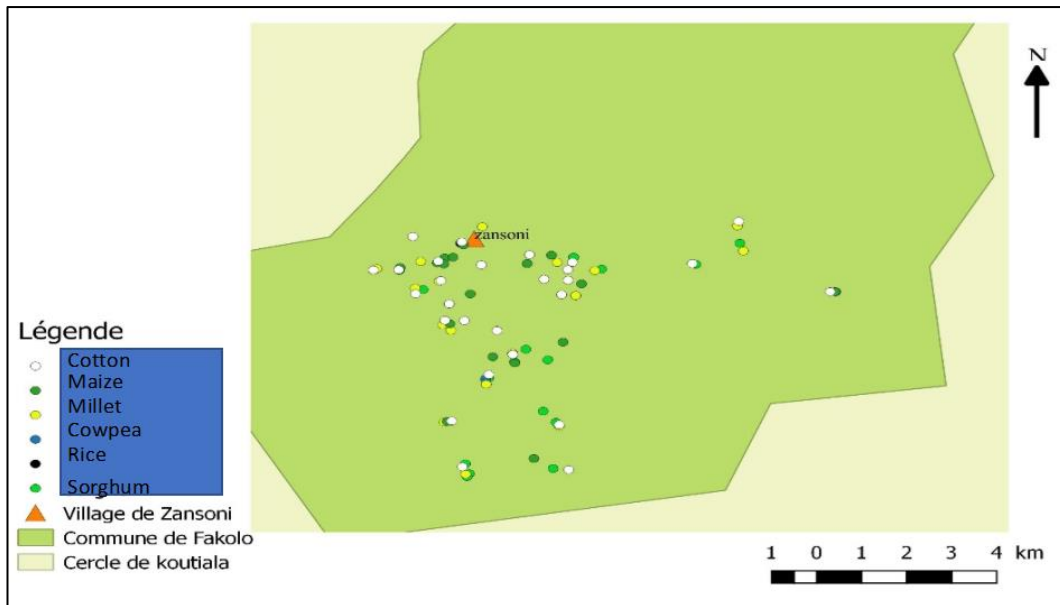 N
zansoni
Légende
Cotton
Maize
Millet
Cowpea
Rice
Sorghum
Village de Zansoni
Commune de Fakolo
Cercle de koutiala
1 0 1 2 3 4 km